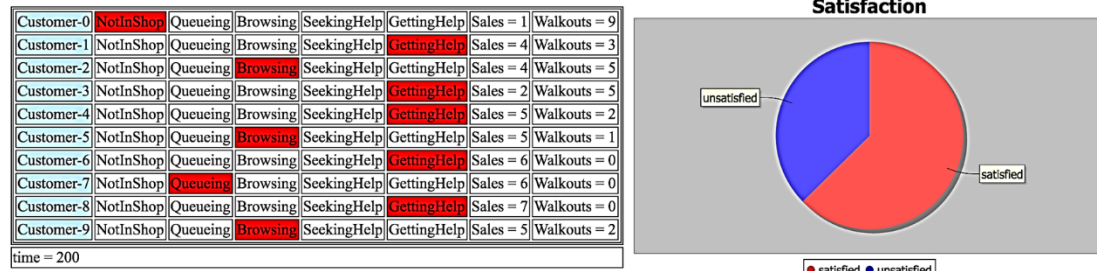 Customer-0 NotInShop Queueing Browsing SeekingHelp GettingHelp Sales = 1 Walkouts = 9
Customer-1 NotInShop Queueing Browsing SeekingHelp GettingHelp Sales = 4 Walkouts = 3
Customer-2 NotInShop Queueing Browsing SeekingHelp GettingHelp Sales = 4 Walkouts = 5
Customer-3 NotInShop Queueing Browsing SeekingHelp GettingHelp Sales = 2 Walkouts = 5
Customer-4 NotInShop Queueing Browsing SeekingHelp GettingHelp Sales = 5 Walkouts = 2
Customer-5 NotInShop Queueing Browsing SeekingHelp GettingHelp Sales = 5 Walkouts = 1
Customer-6 NotInShop Queueing Browsing SeekingHelp GettingHelp Sales = 6 Walkouts = 0
Customer-7 NotInShop Queueing Browsing SeekingHelp GettingHelp Sales = 6 Walkouts = 0
Customer-8 NotInShop Queueing Browsing SeekingHelp GettingHelp Sales = 7 Walkouts = 0
Customer-9 NotInShop Queueing Browsing SeekingHelp GettingHelp Sales = 5 Walkouts = 2
time = 200
Satisfaction
unsatisfied
satisfied
satisfied unsatisfied